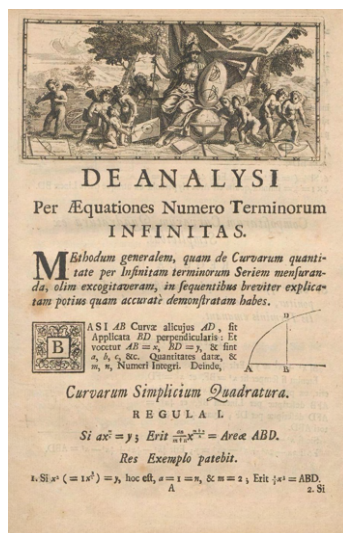 DE ANALYSI
Per Æquationes Numero Terminorum
INFINITAS.
MEthodum generalem, quam de Curvarum quanti-
tate per Infinitam terminorum Seriem mensuran-
da, olim excogitaveram, in sequentibus breviter explica-
tam potius quam accuratè demonstratam habes.
BASI AB Curvæ alicujus AD, sit
Applicata BD perpendicularis: Et
vocetur AB = x, BD = y, & sint
a, b, c, &c. Quantitates datæ, &
m, n, Numeri Integri. Deinde,
D
A B
Curvarum Simplicium Quadratura.
REGULA I.
Si ax^{m/n} = y; Erit \frac{an}{m+n}x^{\frac{m+n}{n}} = Areæ ABD.
Res Exemplo patebit.
1. Si x² (= 1x^{2/1}) = y, hoc est, a = 1 = n, & m = 2; Erit ⅓x³ = ABD.
A 2. Si